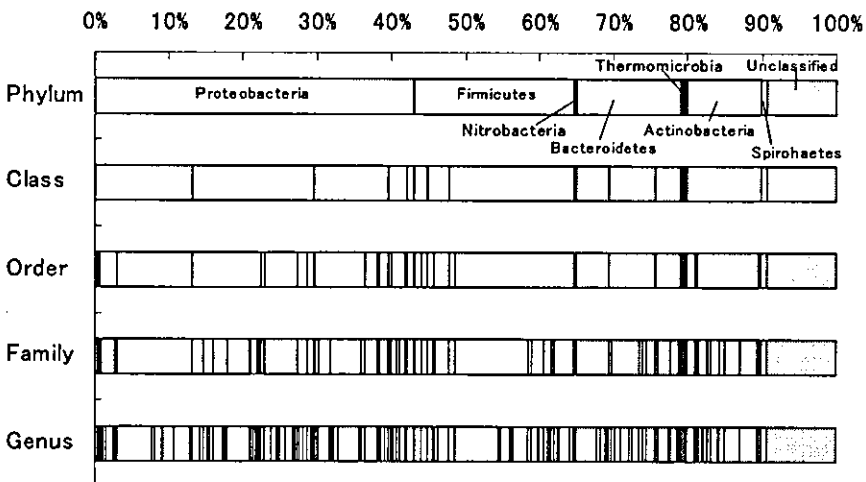 0% 10% 20% 30% 40% 50% 60% 70% 80% 90% 100%
Thermomicrobia Unclassified
Phylum Proteobacteria Firmicutes
Nitrobacteria Actinobacteria
Bacteroidetes Spirohaetes
Class
Order
Family
Genus